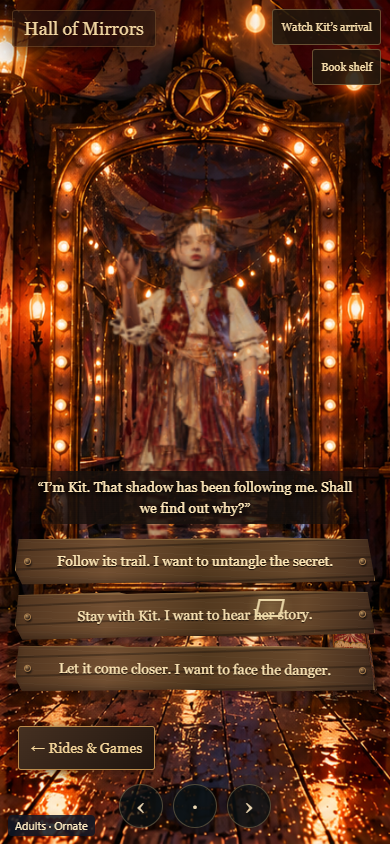 Hall of Mirrors
Watch Kit's arrival
Book shelf
“I’m Kit. That shadow has been following me. Shall
we find out why?”
Follow its trail. I want to untangle the secret.
Stay with Kit. I want to hear her story.
Let it come closer. I want to face the danger.
← Rides & Games
‹ • ›
Adults · Ornate